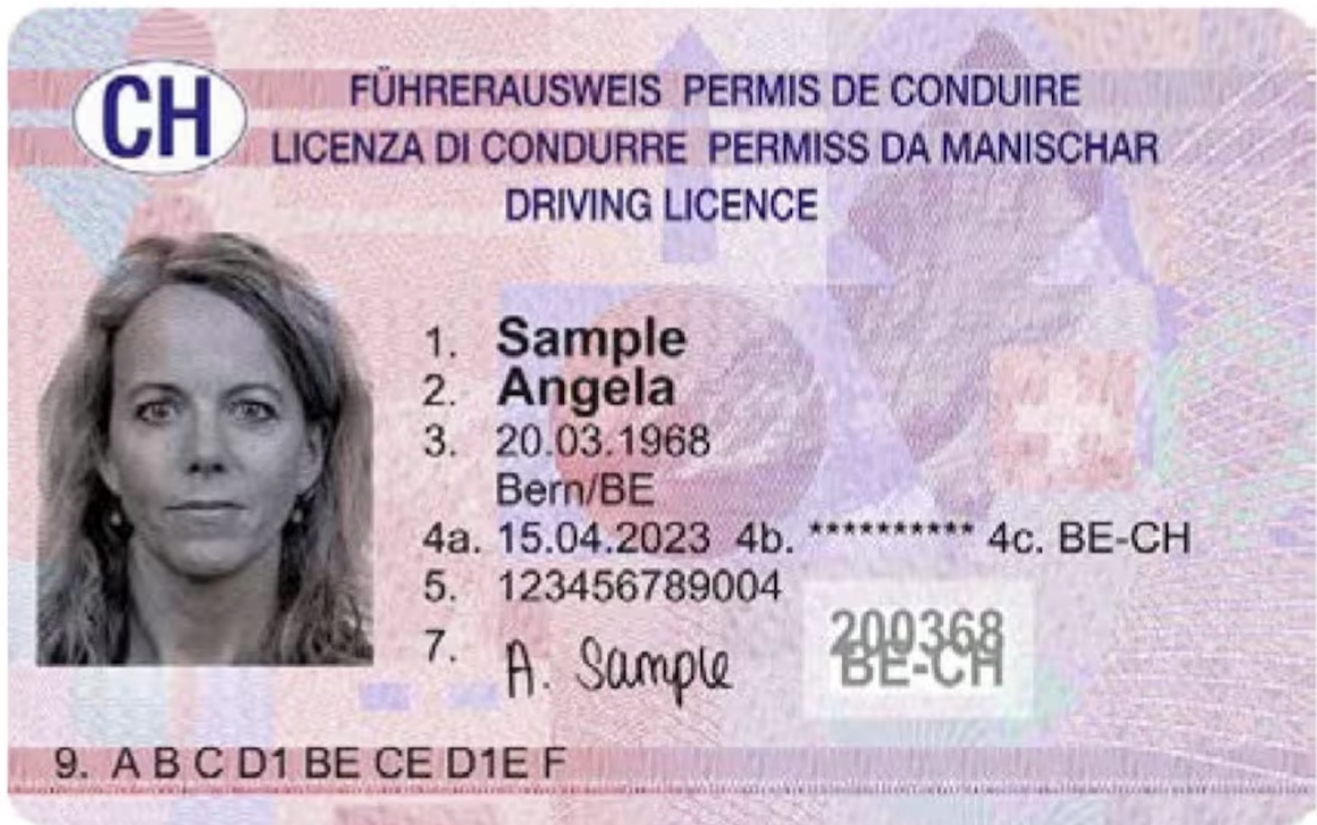 CH
FÜHRERAUSWEIS PERMIS DE CONDUIRE
LICENZA DI CONDURRE PERMISS DA MANISCHAR
DRIVING LICENCE
1. Sample
2. Angela
3. 20.03.1968
Bern/BE
4a. 15.04.2023 4b. ********** 4c. BE-CH
5. 123456789004
7. A. Sample
200368
BE-CH
9. A B C D1 BE CE D1E F